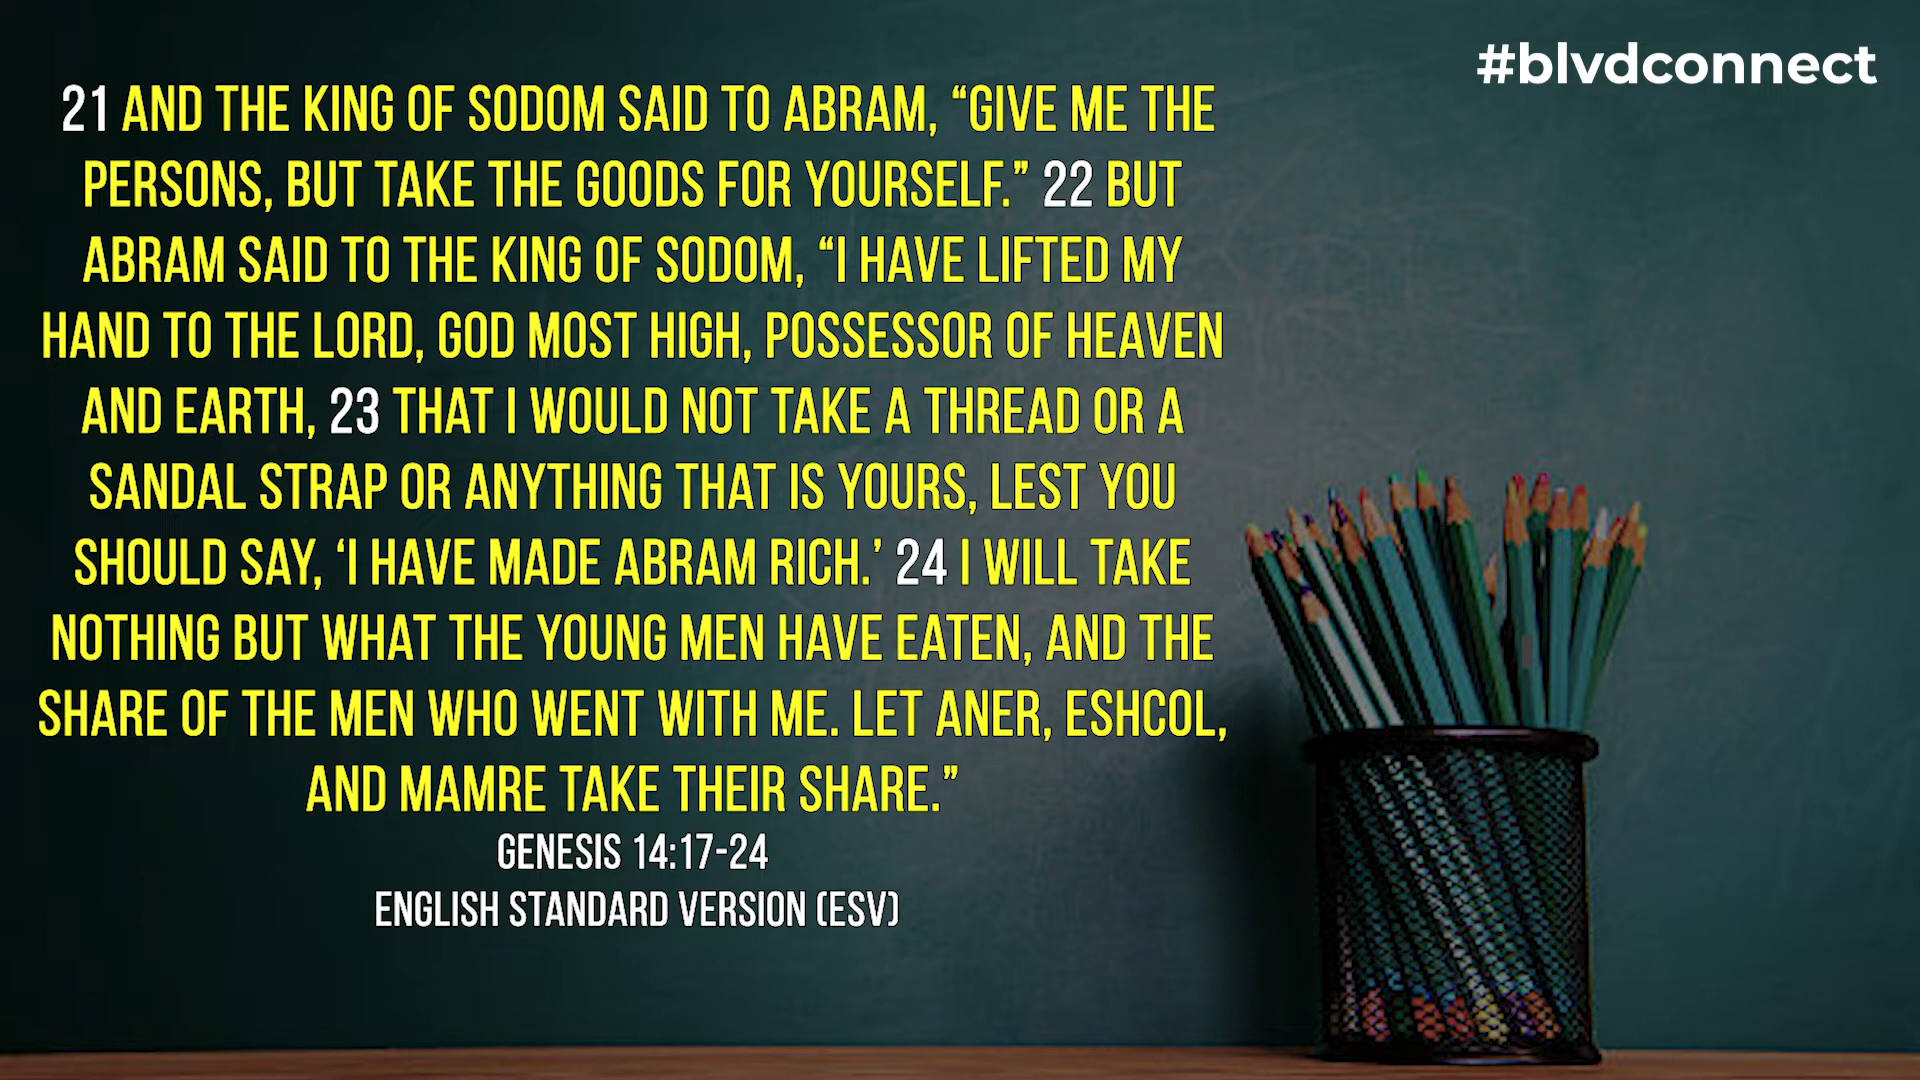 #blvdconnect
21 AND THE KING OF SODOM SAID TO ABRAM, “GIVE ME THE
PERSONS, BUT TAKE THE GOODS FOR YOURSELF.” 22 BUT
ABRAM SAID TO THE KING OF SODOM, “I HAVE LIFTED MY
HAND TO THE LORD, GOD MOST HIGH, POSSESSOR OF HEAVEN
AND EARTH, 23 THAT I WOULD NOT TAKE A THREAD OR A
SANDAL STRAP OR ANYTHING THAT IS YOURS, LEST YOU
SHOULD SAY, ‘I HAVE MADE ABRAM RICH.’ 24 I WILL TAKE
NOTHING BUT WHAT THE YOUNG MEN HAVE EATEN, AND THE
SHARE OF THE MEN WHO WENT WITH ME. LET ANER, ESHCOL,
AND MAMRE TAKE THEIR SHARE.”
GENESIS 14:17-24
ENGLISH STANDARD VERSION (ESV)